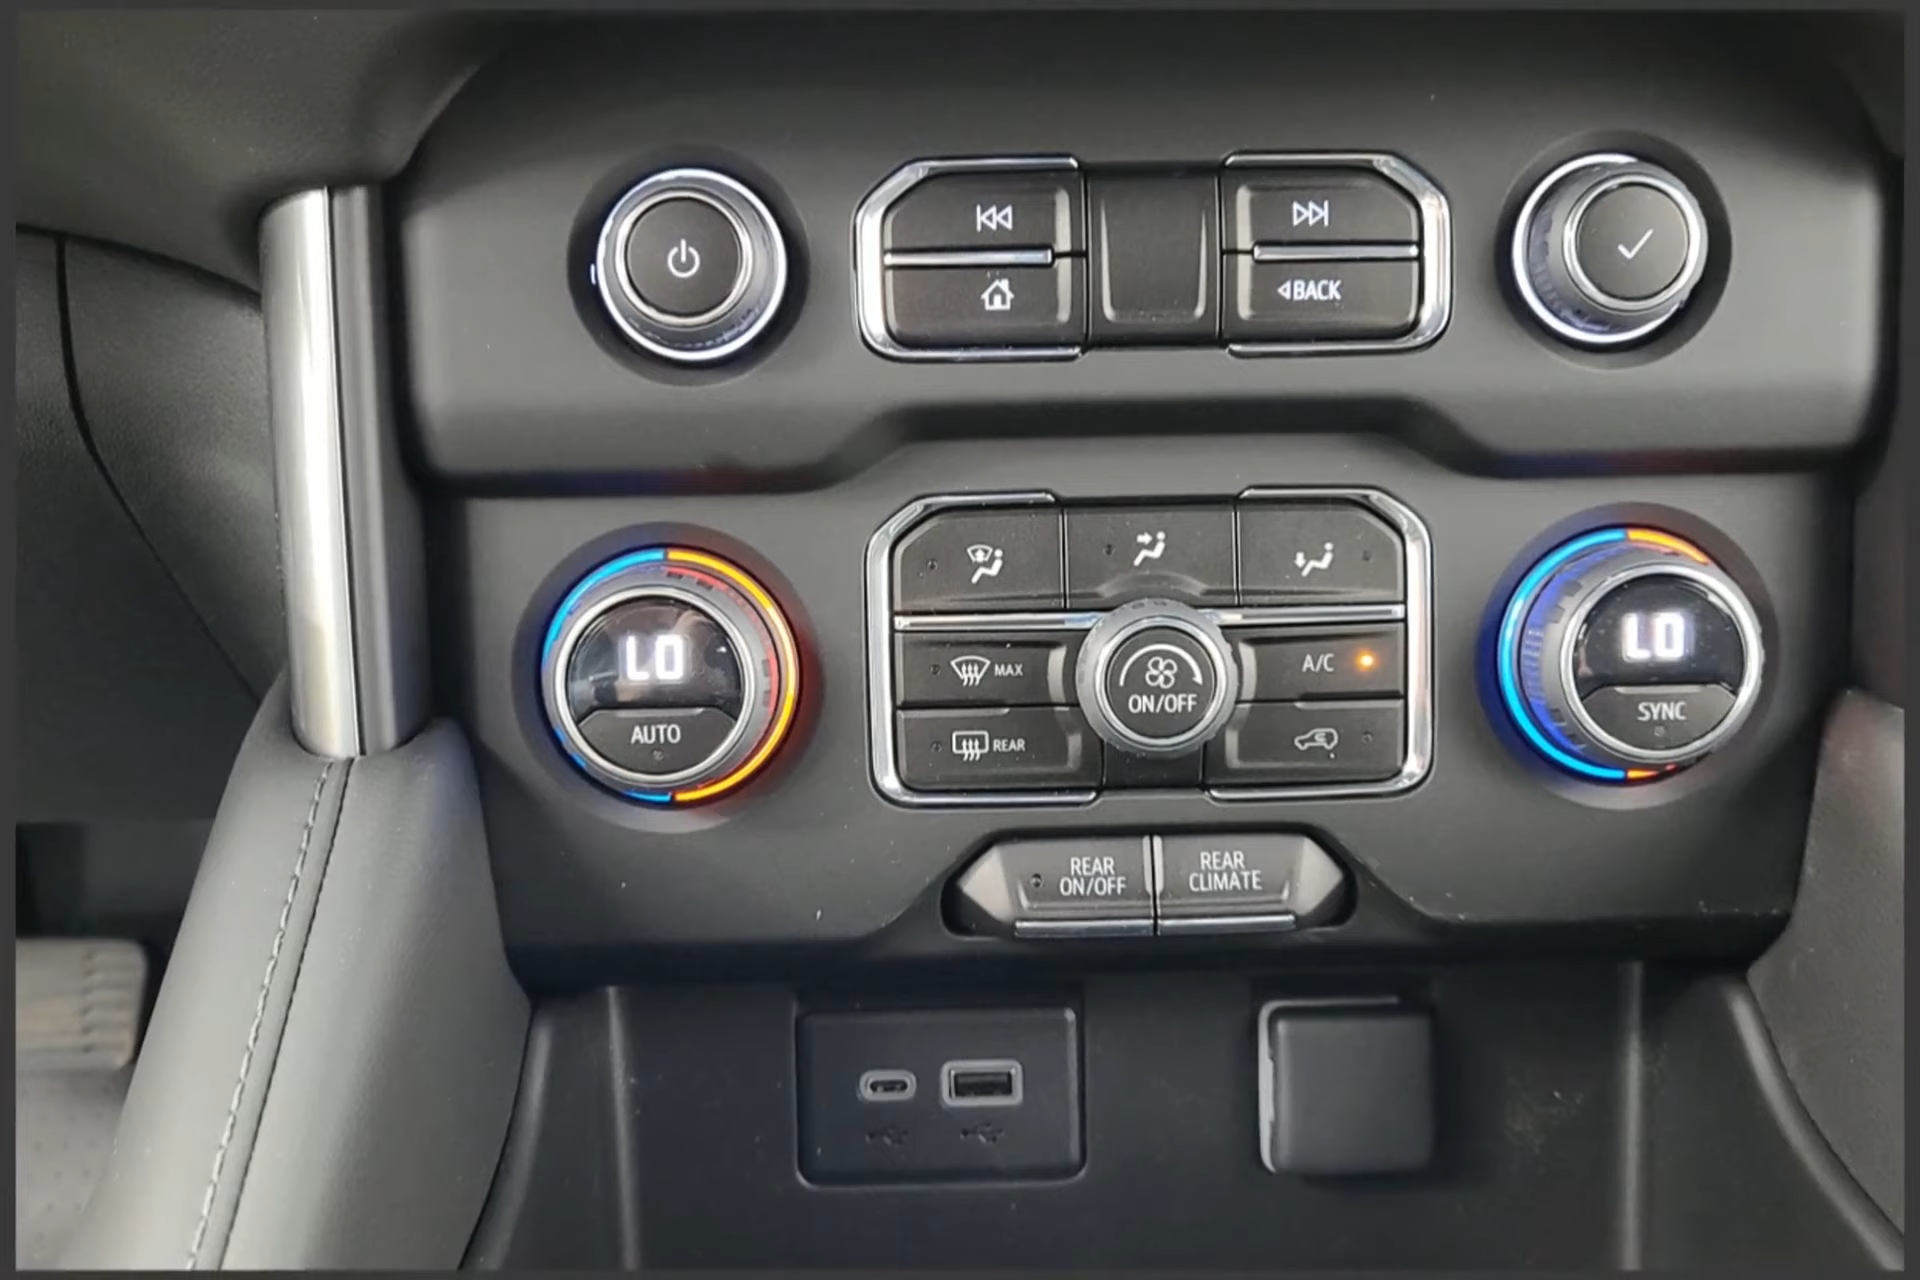 BACK
LO
AUTO
MAX
ON/OFF
A/C
REAR
LO
SYNC
REAR
ON/OFF
REAR
CLIMATE